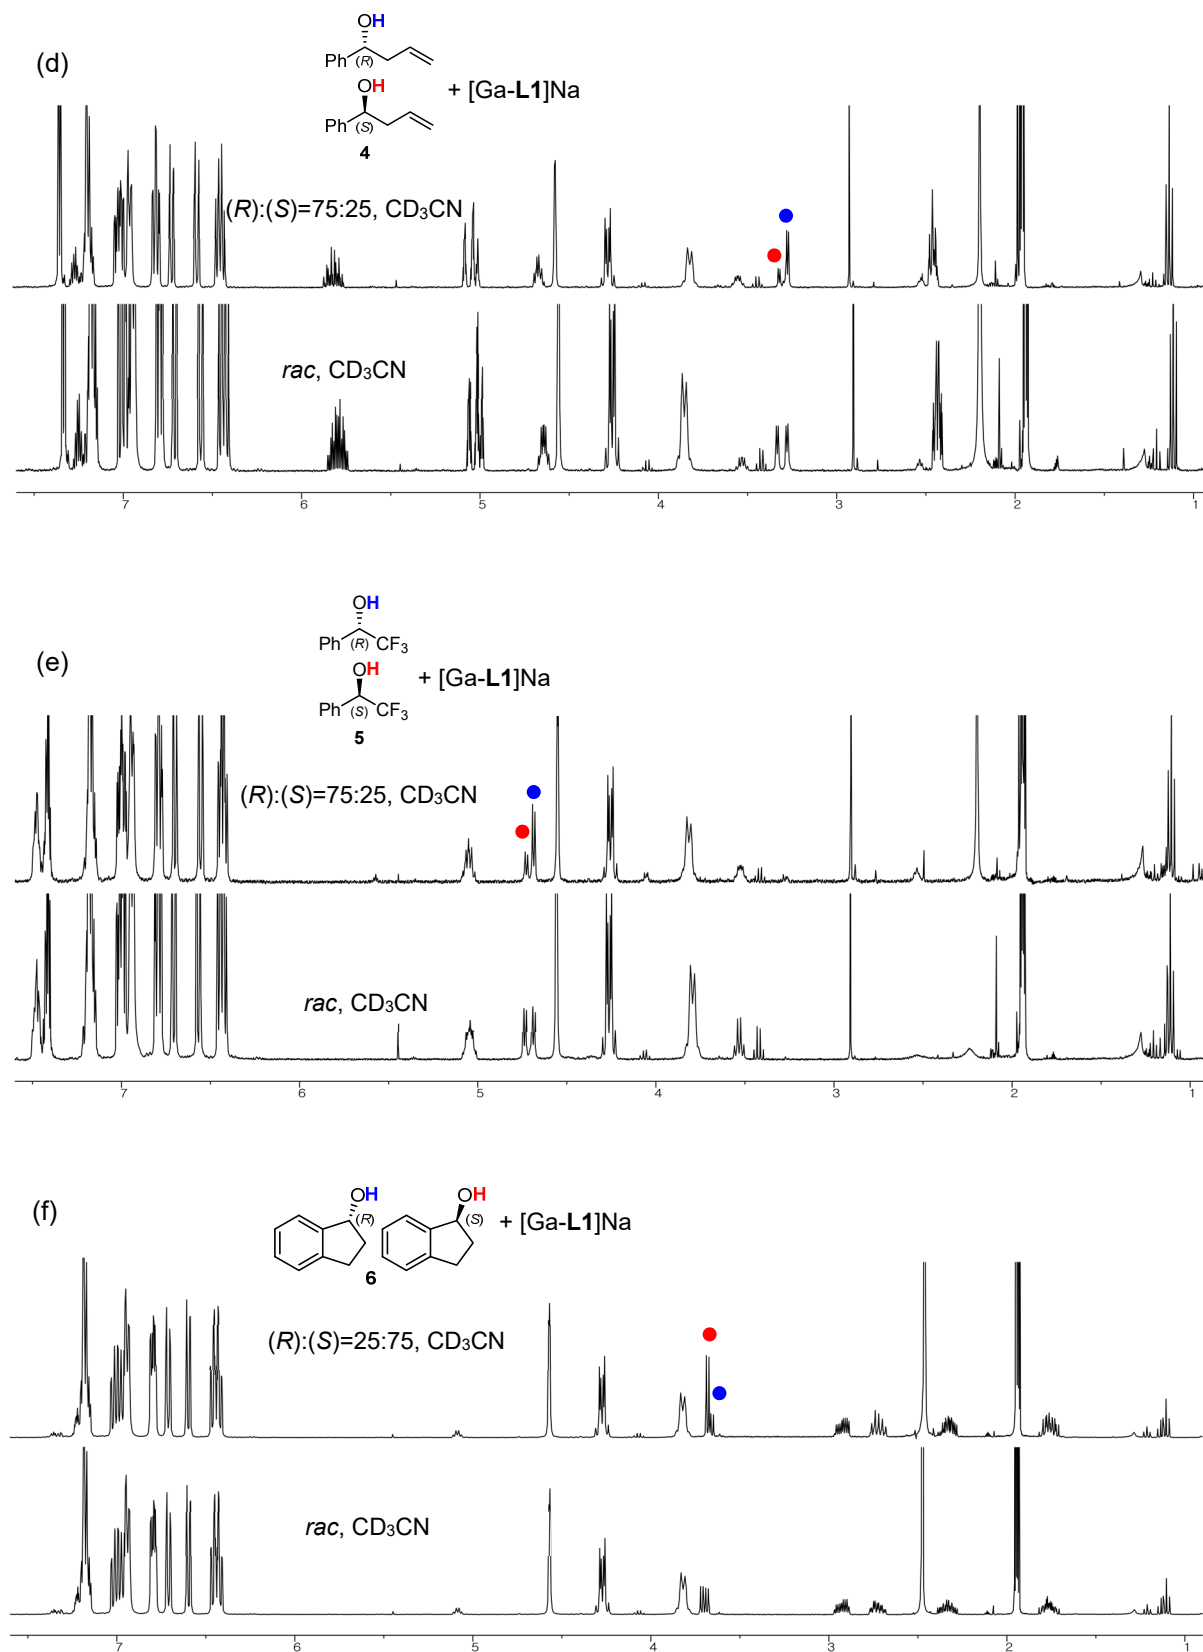 (d)
OH
Ph (R)
OH + [Ga-L1]Na
Ph (S)
4
(R):(S)=75:25, CD₃CN
rac, CD₃CN
7 6 5 4 3 2 1
(e)
OH
Ph (R) CF₃
OH + [Ga-L1]Na
Ph (S) CF₃
5
(R):(S)=75:25, CD₃CN
rac, CD₃CN
7 6 5 4 3 2 1
(f)
OH (R) OH (S) + [Ga-L1]Na
6
(R):(S)=25:75, CD₃CN
rac, CD₃CN
7 6 5 4 3 2 1